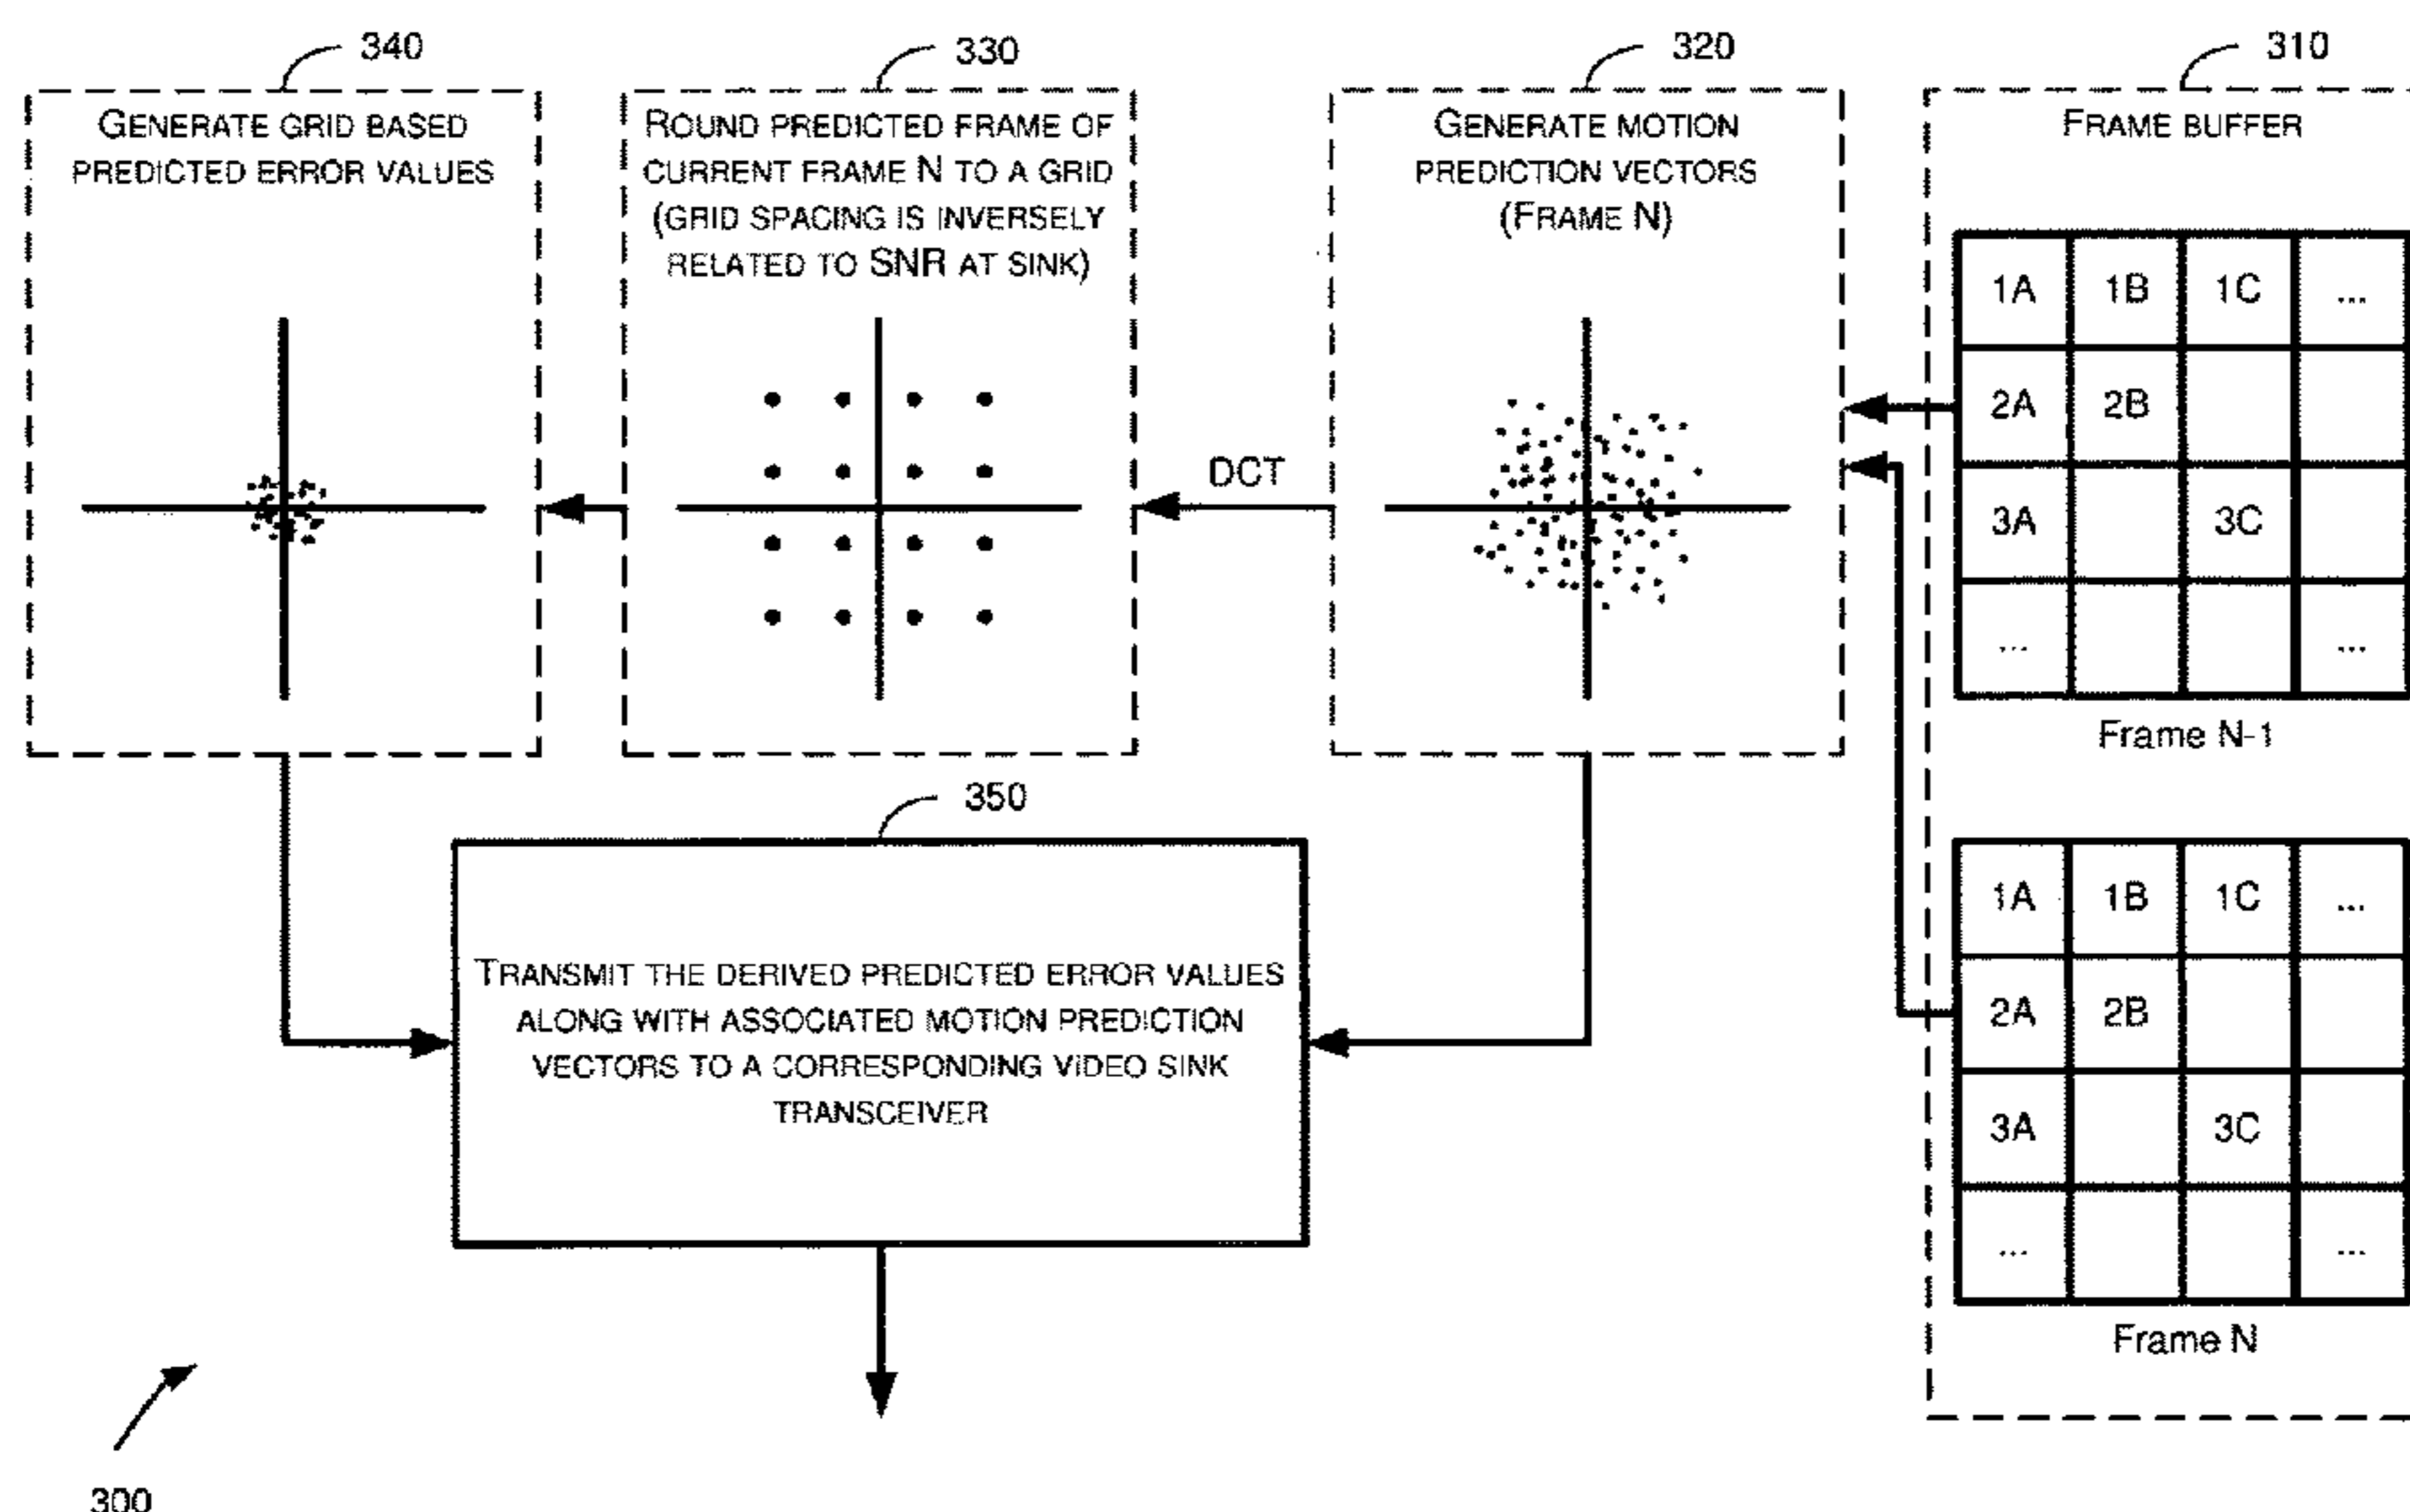 340
330
320
310
GENERATE GRID BASED
PREDICTED ERROR VALUES
ROUND PREDICTED FRAME OF
CURRENT FRAME N TO A GRID
(GRID SPACING IS INVERSELY
RELATED TO SNR AT SINK)
DCT
GENERATE MOTION
PREDICTION VECTORS
(FRAME N)
FRAME BUFFER
1A 1B 1C ...
2A 2B
3A 3C
... ...
Frame N-1
350
TRANSMIT THE DERIVED PREDICTED ERROR VALUES
ALONG WITH ASSOCIATED MOTION PREDICTION
VECTORS TO A CORRESPONDING VIDEO SINK
TRANSCEIVER
1A 1B 1C ...
2A 2B
3A 3C
... ...
Frame N
300